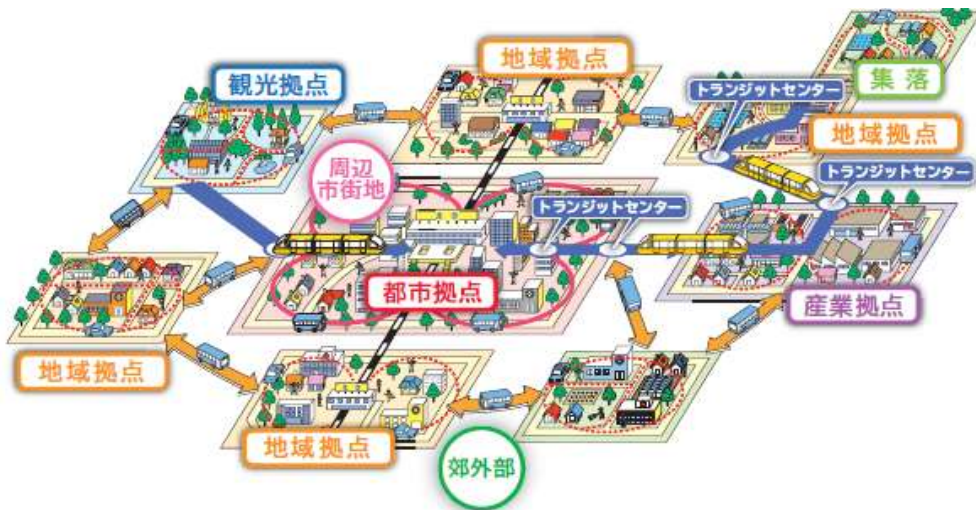 地域拠点
観光拠点
トランジットセンター
集落
地域拠点
周辺
市街地
トランジットセンター
トランジットセンター
都市拠点
産業拠点
地域拠点
地域拠点
郊外部